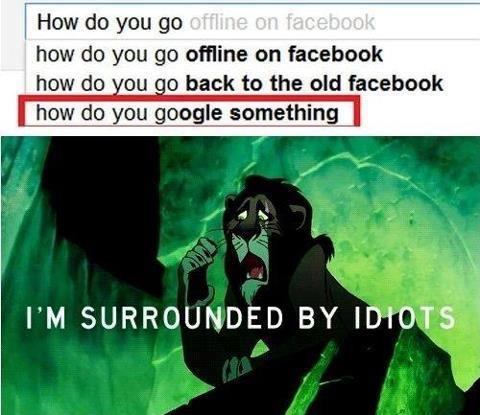 How do you go offline on facebook
how do you go offline on facebook
how do you go back to the old facebook
how do you google something
I'M SURROUNDED BY IDIOTS